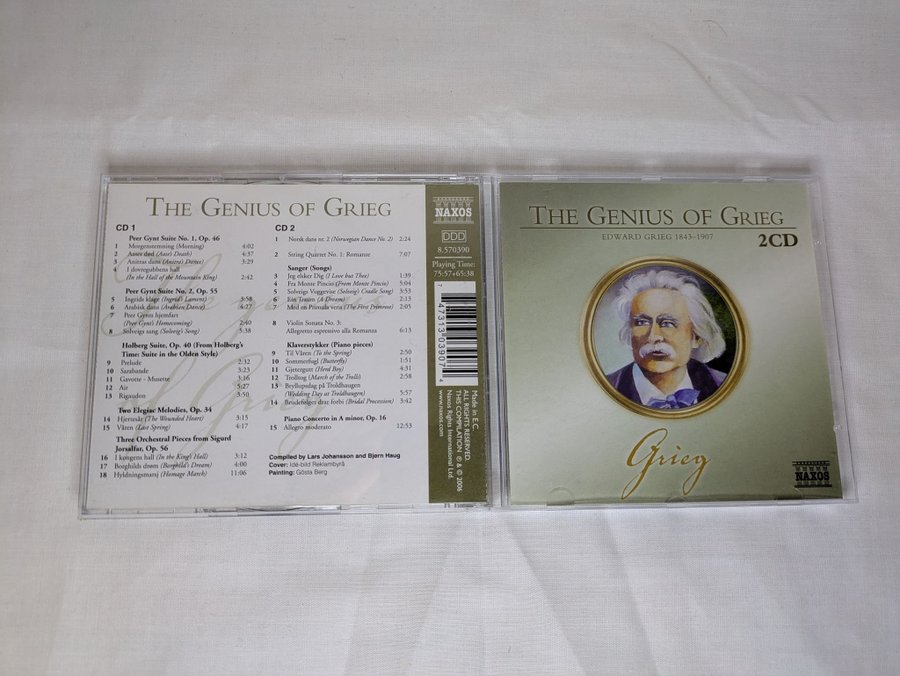 THE GENIUS OF GRIEG
CD 1
Peer Gynt Suite No. 1, Op. 46
1 Morgenstemning (Morning) 4:02
2 Åses død (Åse's Death) 4:37
3 Anitras dans (Anitra's Dance) 3:29
4 I dovregubbens hall
(In the Hall of the Mountain King) 2:42
Peer Gynt Suite No. 2, Op. 55
5 Ingrids klage (Ingrid's Lament) 3:58
6 Arabisk dans (Arabian Dance) 4:27
7 Peer Gynts hjemfart
(Peer Gynt's Homecoming) 2:40
8 Solveigs sang (Solveig's Song) 5:38
Holberg Suite, Op. 40 (From Holberg's
Time: Suite in the Olden Style)
9 Prelude 2:32
10 Sarabande 3:23
11 Gavotte - Musette 3:16
12 Air 5:27
13 Rigaudon 3:50
Two Elegiac Melodies, Op. 34
14 Hjertesår (The Wounded Heart) 3:15
15 Våren (Last Spring) 5:41
Three Orchestral Pieces from Sigurd
Jorsalfar, Op. 56
16 I kongens hall (In the King's Hall) 3:12
17 Borghilds drøm (Borghild's Dream) 4:00
18 Hyldningsmarsj (Homage March) 11:06
CD 2
1 Norsk dans nr. 2 (Norwegian Dance No. 2) 2:24
2 String Quartet No. 1: Romanze 7:07
Sanger (Songs)
3 Jeg elsker Dig (I Love but Thee) 1:39
4 Fra Monte Pincio (From Monte Pincio) 5:04
5 Solveigs Vuggevise (Solveig's Cradle Song) 3:53
6 Ein Traum (A Dream) 2:13
7 Med en Primula veris (The First Primrose) 2:05
8 Violin Sonata No. 3:
Allegretto espressivo alla Romanza 6:13
Klaverstykker (Piano pieces)
9 Til Våren (To the Spring) 2:50
10 Sommerfugl (Butterfly) 1:51
11 Gjetergutt (Herd Boy) 4:31
12 Trolltog (March of the Trolls) 2:58
13 Bryllupsdag på Troldhaugen
(Wedding Day at Troldhaugen) 5:57
14 Brudefølget drar forbi (Bridal Procession) 3:42
Piano Concerto in A minor, Op. 16
15 Allegro moderato 12:53
Compiled by Lars Johansson and Bjørn Haug
Cover: Idé-bild Reklambyrå
Painting: Gösta Berg
NAXOS
DDD
8.570390
Playing Time:
75:57+65:38
7 47313 03907 4
Made in E.C.
ALL RIGHTS RESERVED.
THIS COMPILATION ℗ & © 2006
Naxos Rights International Ltd.
www.naxos.com
THE GENIUS OF GRIEG
EDWARD GRIEG 1843–1907
2CD
Grieg
NAXOS